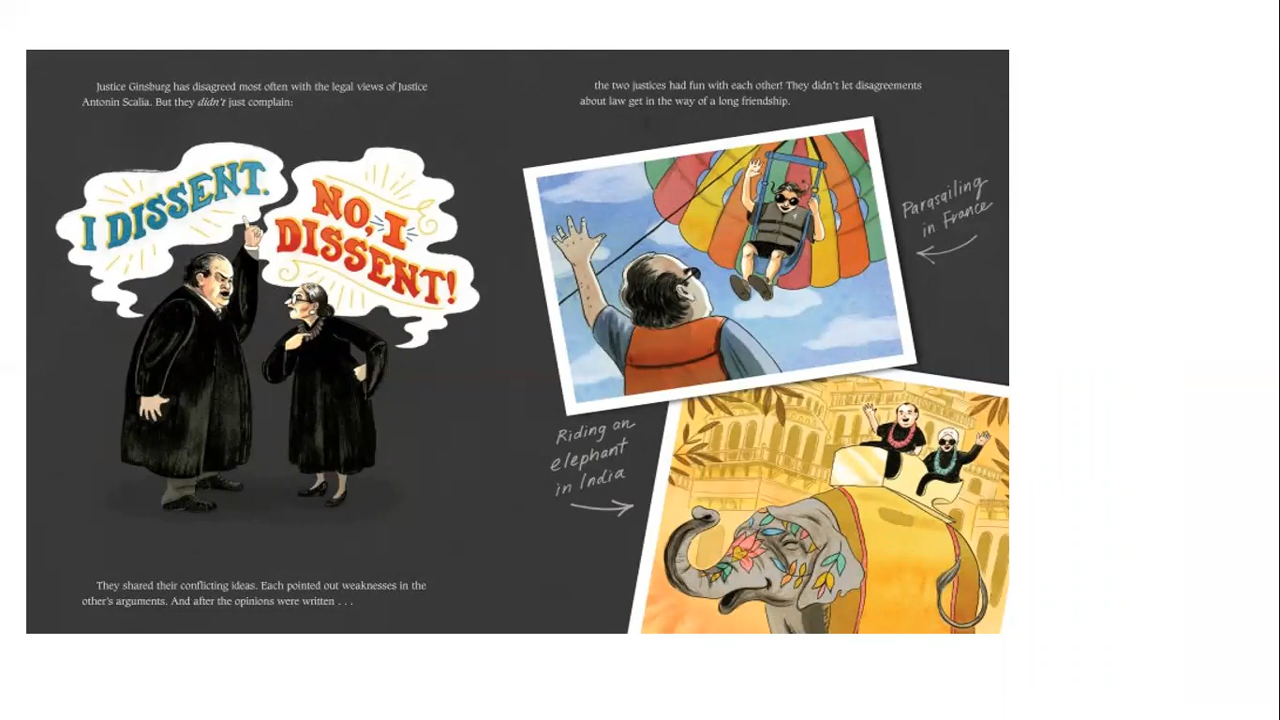 Justice Ginsburg has disagreed most often with the legal views of Justice
Antonin Scalia. But they didn't just complain:
I DISSENT.
NO, I
DISSENT!
They shared their conflicting ideas. Each pointed out weaknesses in the
other's arguments. And after the opinions were written . . .
the two justices had fun with each other! They didn't let disagreements
about law get in the way of a long friendship.
Parasailing
in France
Riding an
elephant
in India